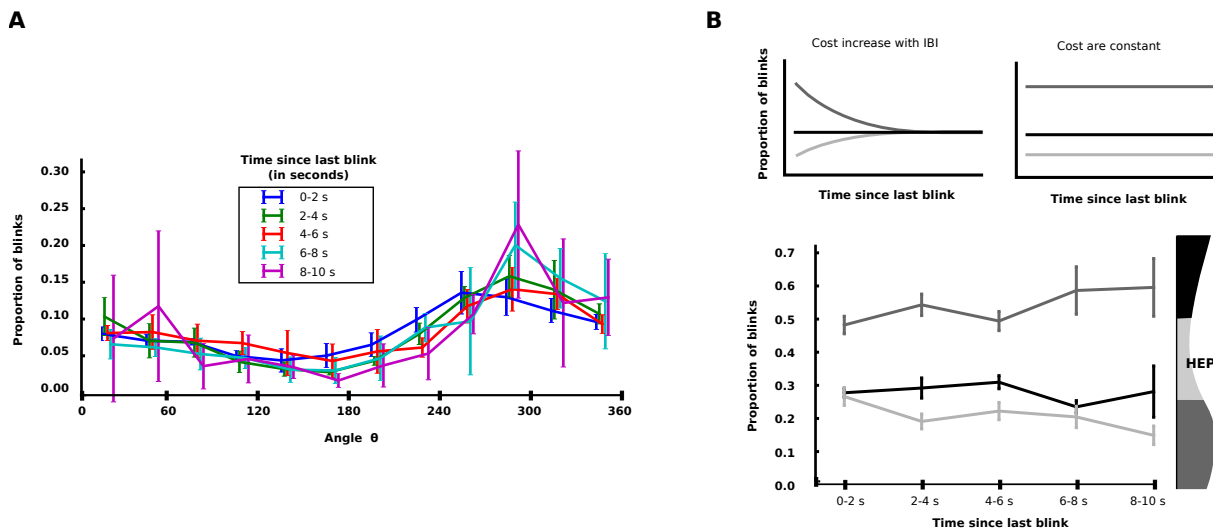 A
Time since last blink
(in seconds)
0-2 s
2-4 s
4-6 s
6-8 s
8-10 s
Proportion of blinks
0.30
0.25
0.20
0.15
0.10
0.05
0.00
0
60
120
180
240
300
360
Angle θ
B
Cost increase with IBI
Proportion of blinks
Time since last blink
Cost are constant
Time since last blink
Proportion of blinks
0.7
0.6
0.5
0.4
0.3
0.2
0.1
0.0
0-2 s
2-4 s
4-6 s
6-8 s
8-10 s
Time since last blink
HEP